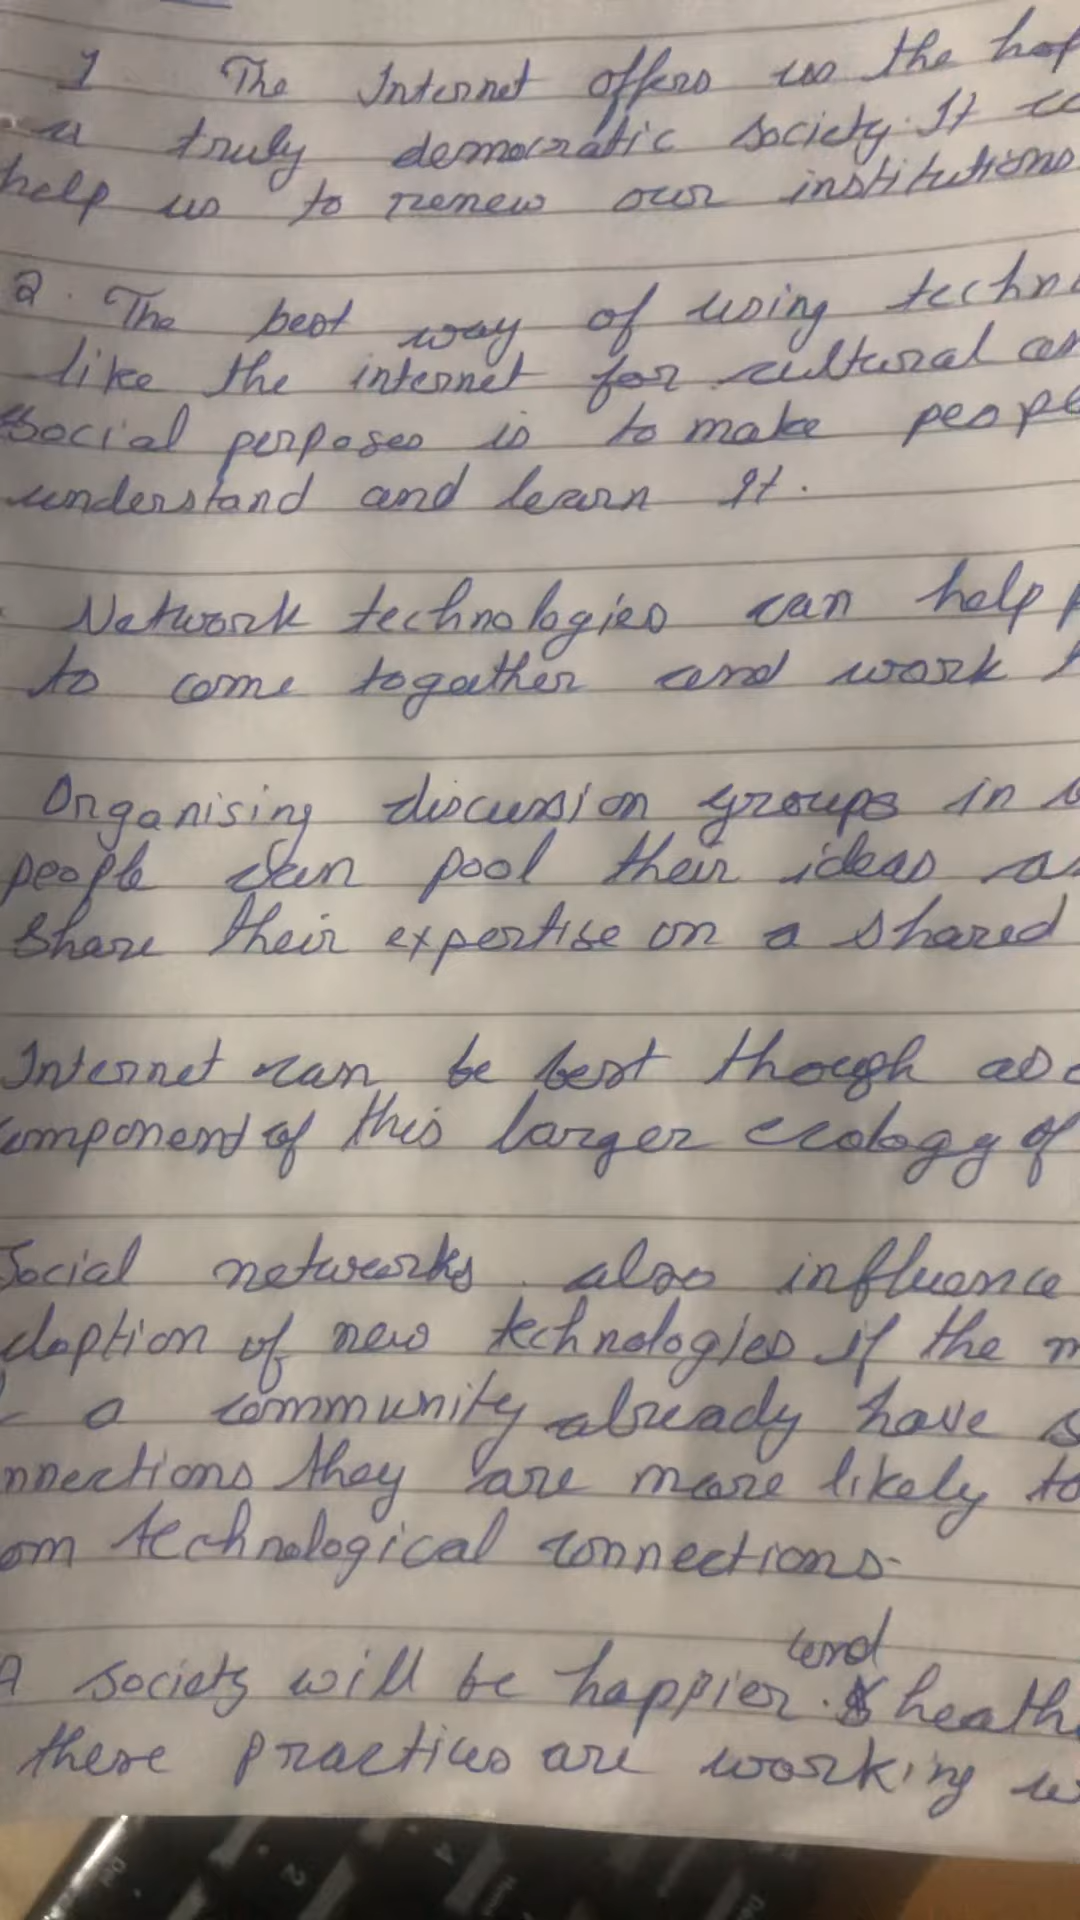 1 The Internet offers us the
a truly democratic society. It
help us to renew our institutions
2. The best way of using
like the internet for cultural
social perposes is to make
understand and learn It.
Network technologies can help
to come togather and work
Organising discussion groups in
people can pool their ideas
share their expertise on a shared
Internet can be best though as
component of this larger ecology of
Social networks also influence
doption of new technologies if the
a community already have
nnections they are more likely to
om technological connections.
and
A society will be happier.
these practices are working